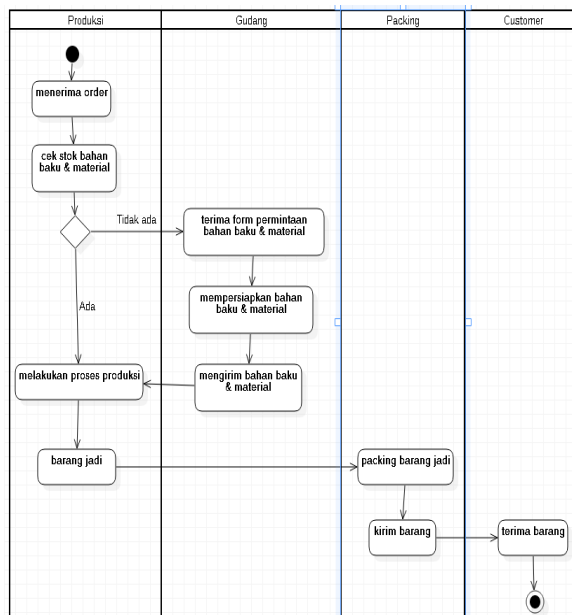 Produksi
Gudang
Packing
Customer
menerima order
cek stok bahan
baku & material
Tidak ada
terima form permintaan
bahan baku & material
mempersiapkan bahan
baku & material
Ada
melakukan proses produksi
mengirim bahan baku
& material
barang jadi
packing barang jadi
kirim barang
terima barang